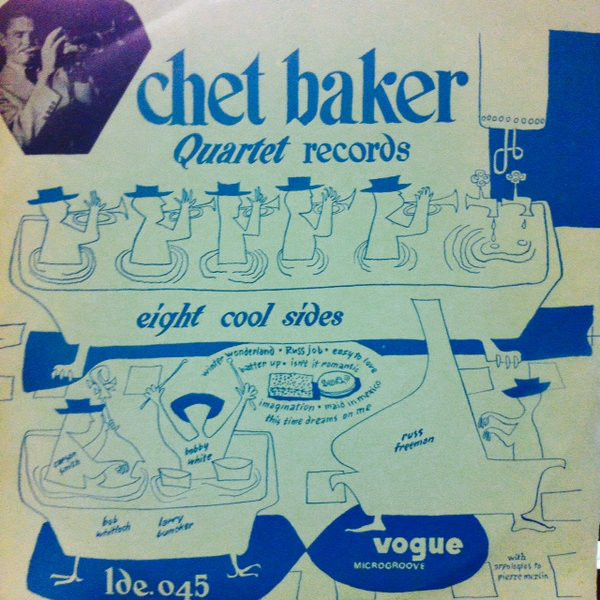 chet baker
Quartet records
eight cool sides
winter wonderland • Russ job • easy to love
batter up • isn't it romantic
imagination • maid in mexico
this time dreams on me
carson smith
bobby white
russ freeman
bob whitlock
larry bunker
vogue
MICROGROOVE
lde.045
with appologies to pierre merlin